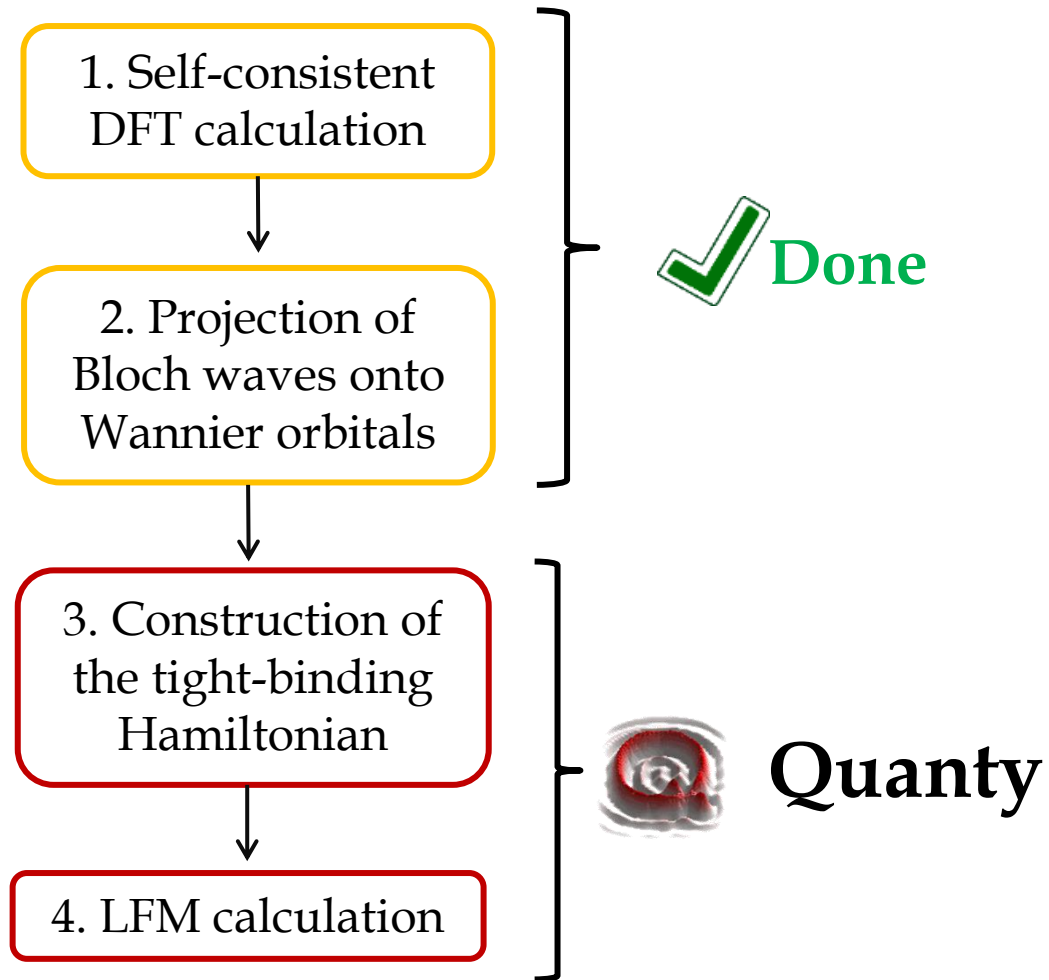 1. Self-consistent
DFT calculation
Done
2. Projection of
Bloch waves onto
Wannier orbitals
3. Construction of
the tight-binding
Hamiltonian
Quanty
4. LFM calculation